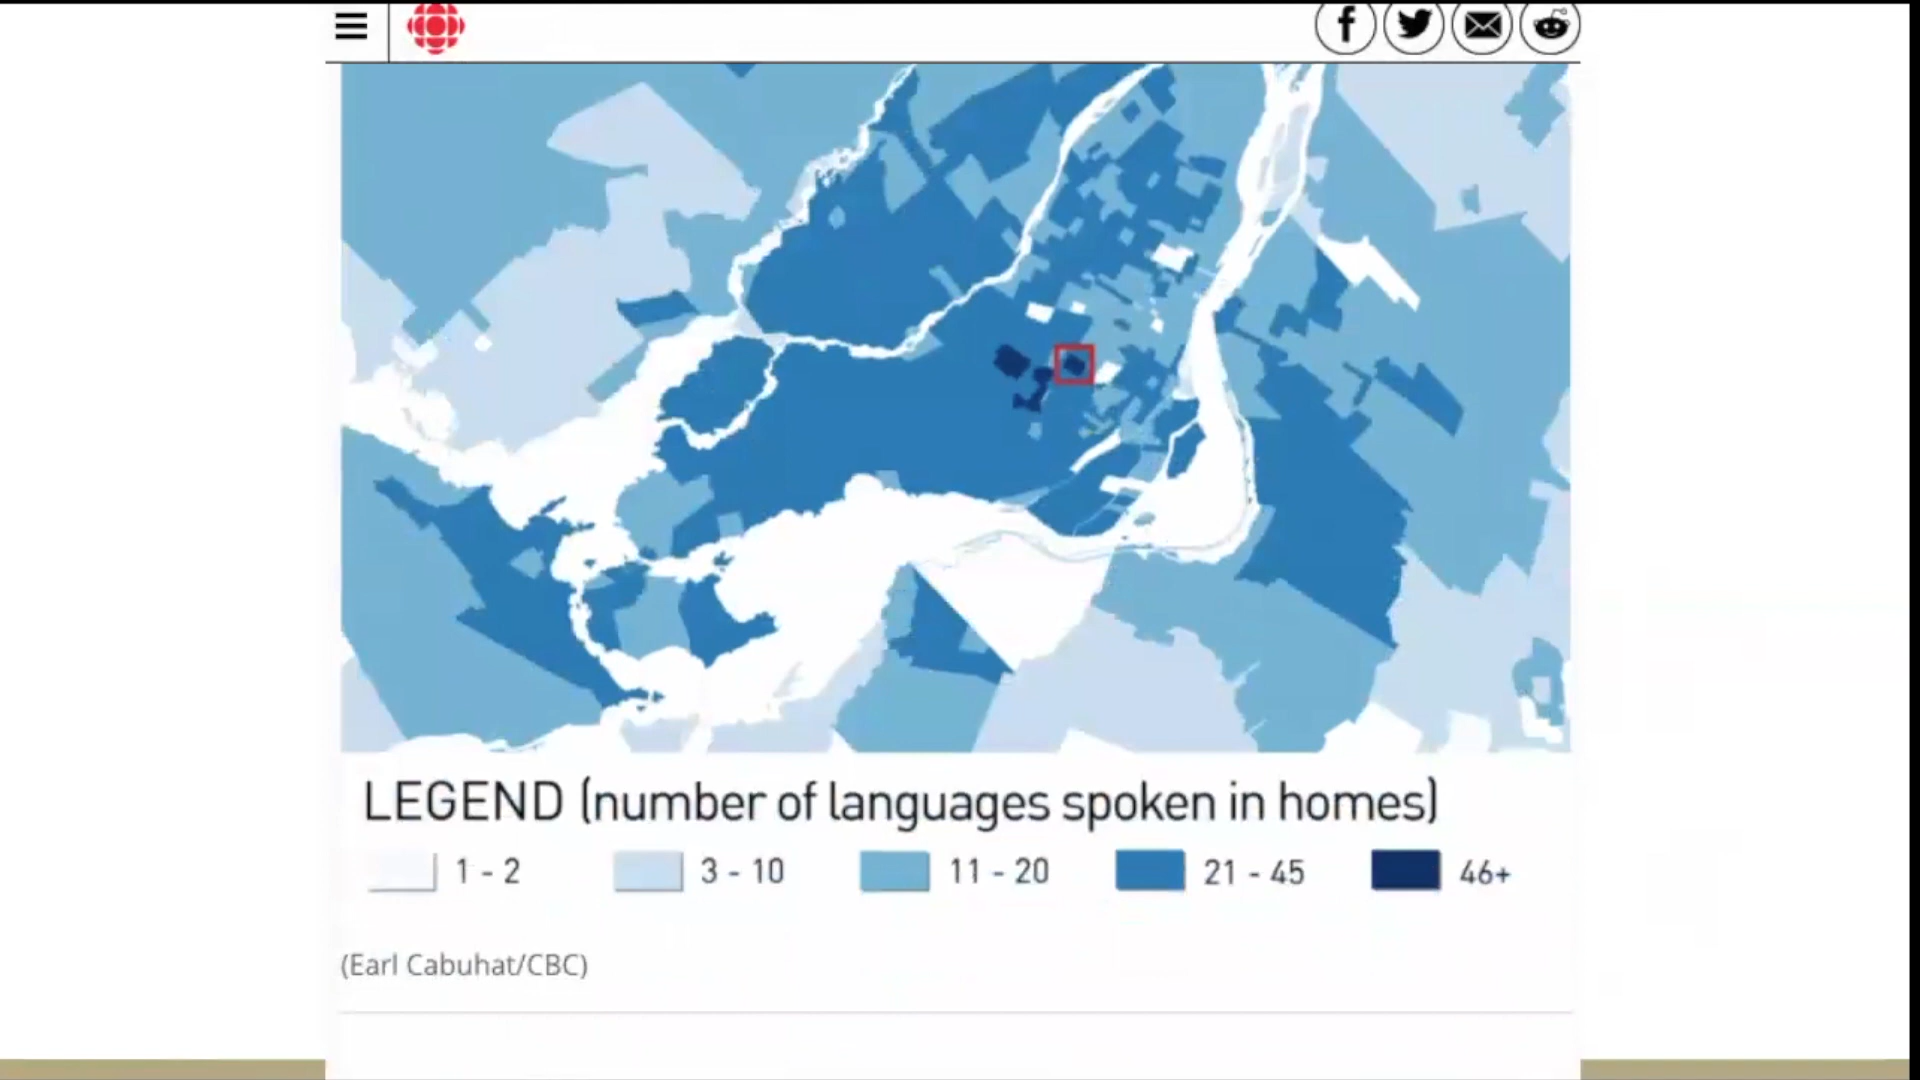 LEGEND (number of languages spoken in homes)
1 - 2 3 - 10 11 - 20 21 - 45 46+
(Earl Cabuhat/CBC)